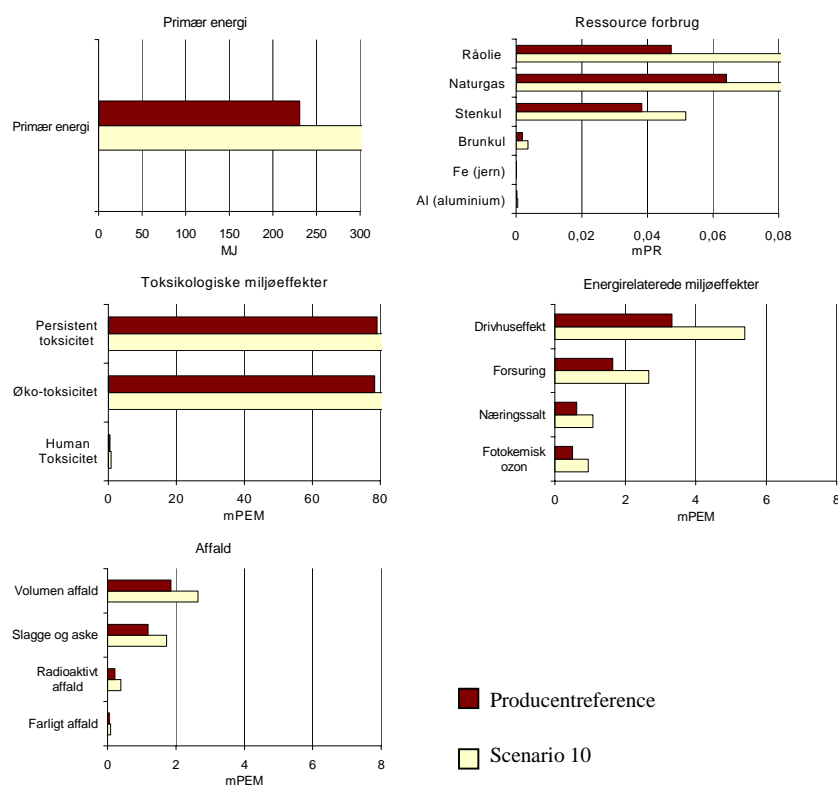 Primær energi
Primær energi
0 50 100 150 200 250 300
MJ
Ressource forbrug
Råolie
Naturgas
Stenkul
Brunkul
Fe (jern)
Al (aluminium)
0 0,02 0,04 0,06 0,08
mPR
Toksikologiske miljøeffekter
Persistent
toksicitet
Øko-toksicitet
Human
Toksicitet
0 20 40 60 80
mPEM
Energirelaterede miljøeffekter
Drivhuseffekt
Forsuring
Næringssalt
Fotokemisk
ozon
0 2 4 6 8
mPEM
Affald
Volumen affald
Slagge og aske
Radioaktivt
affald
Farligt affald
0 2 4 6 8
mPEM
Producentreference
Scenario 10